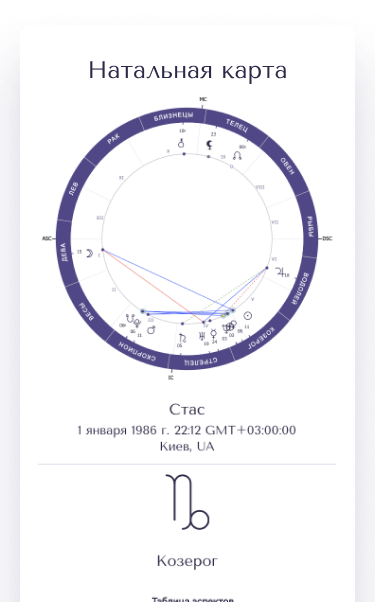 Натальная карта
MC
БЛИЗНЕЦЫ
ТЕЛЕЦ
РАК
ОВЕН
ЛЕВ
РЫБЫ
ASC
DSC
ДЕВА
ВОДОЛЕЙ
ВЕСЫ
КОЗЕРОГ
СКОРПИОН
СТРЕЛЕЦ
IC
Стас
1 января 1986 г. 22:12 GMT+03:00:00
Киев, UA
Козерог
Таблица аспектов